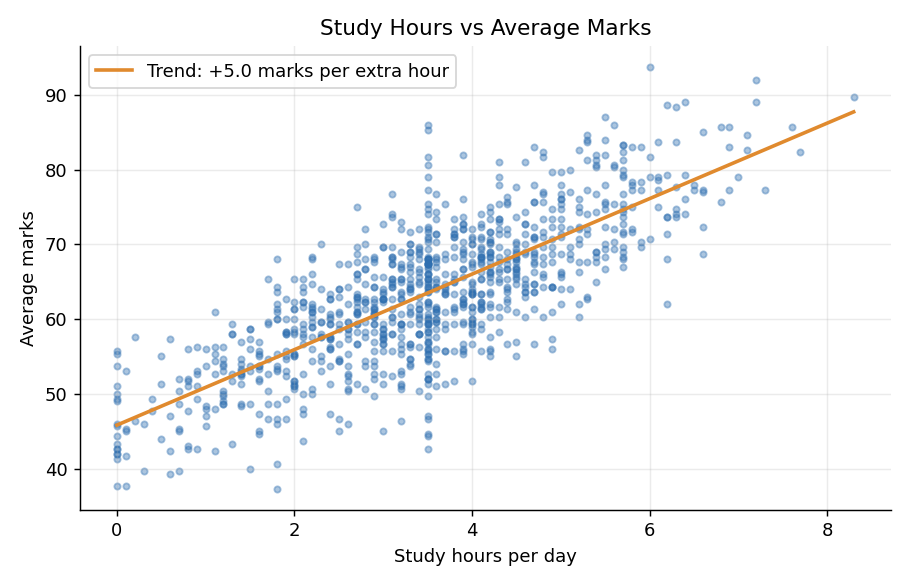 Study Hours vs Average Marks
Trend: +5.0 marks per extra hour
Average marks
90
80
70
60
50
40
0 2 4 6 8
Study hours per day